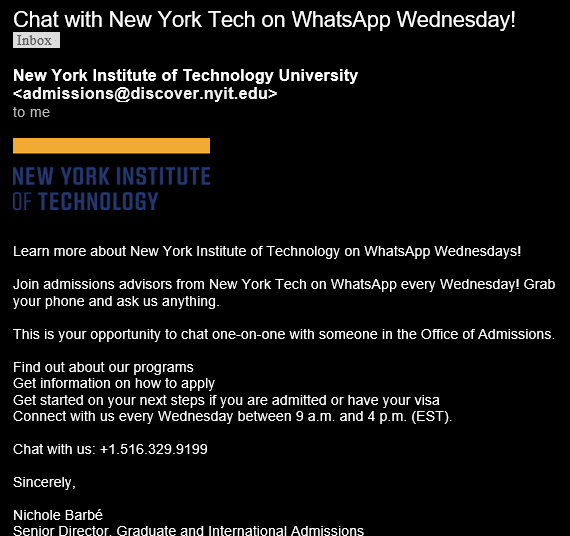 Chat with New York Tech on WhatsApp Wednesday!
Inbox
New York Institute of Technology University
<admissions@discover.nyit.edu>
to me
NEW YORK INSTITUTE
OF TECHNOLOGY
Learn more about New York Institute of Technology on WhatsApp Wednesdays!
Join admissions advisors from New York Tech on WhatsApp every Wednesday! Grab
your phone and ask us anything.
This is your opportunity to chat one-on-one with someone in the Office of Admissions.
Find out about our programs
Get information on how to apply
Get started on your next steps if you are admitted or have your visa
Connect with us every Wednesday between 9 a.m. and 4 p.m. (EST).
Chat with us: +1.516.329.9199
Sincerely,
Nichole Barbé
Senior Director, Graduate and International Admissions